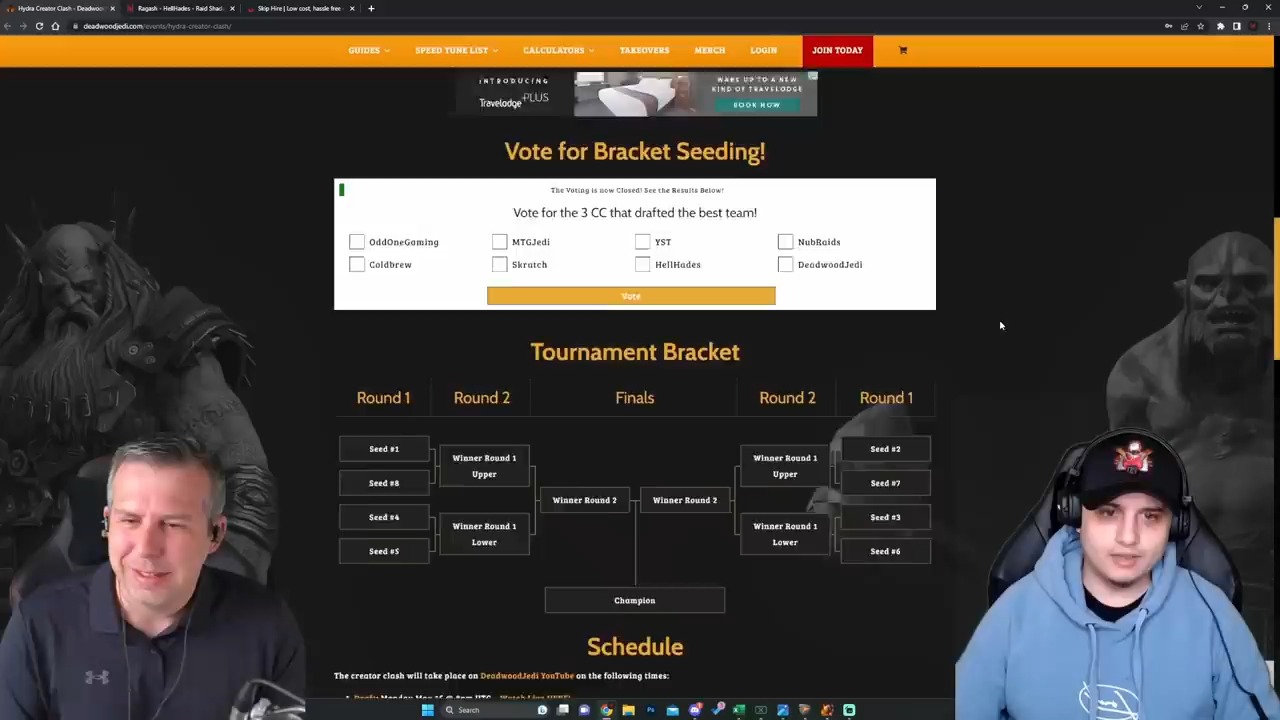 Hydra Creator Clash - Deadwoo
Ragash - HellHades - Raid Shad
Skip Hire | Low cost, hassle free
deadwoodjedi.com/events/hydra-creator-clash/
GUIDES
SPEED TUNE LIST
CALCULATORS
TAKEOVERS
MERCH
LOGIN
JOIN TODAY
INTRODUCING
Travelodge PLUS
WAKE UP TO A NEW
KIND OF TRAVELODGE
BOOK NOW
Vote for Bracket Seeding!
The Voting is now Closed! See the Results Below!
Vote for the 3 CC that drafted the best team!
OddOneGaming
MTGJedi
YST
NubRaids
Coldbrew
Skratch
HellHades
DeadwoodJedi
Vote
Tournament Bracket
Round 1
Round 2
Finals
Round 2
Round 1
Seed #1
Seed #8
Seed #4
Seed #5
Winner Round 1
Upper
Winner Round 1
Lower
Winner Round 2
Winner Round 2
Winner Round 1
Upper
Winner Round 1
Lower
Seed #2
Seed #7
Seed #3
Seed #6
Champion
Schedule
The creator clash will take place on DeadwoodJedi YouTube on the following times:
Search